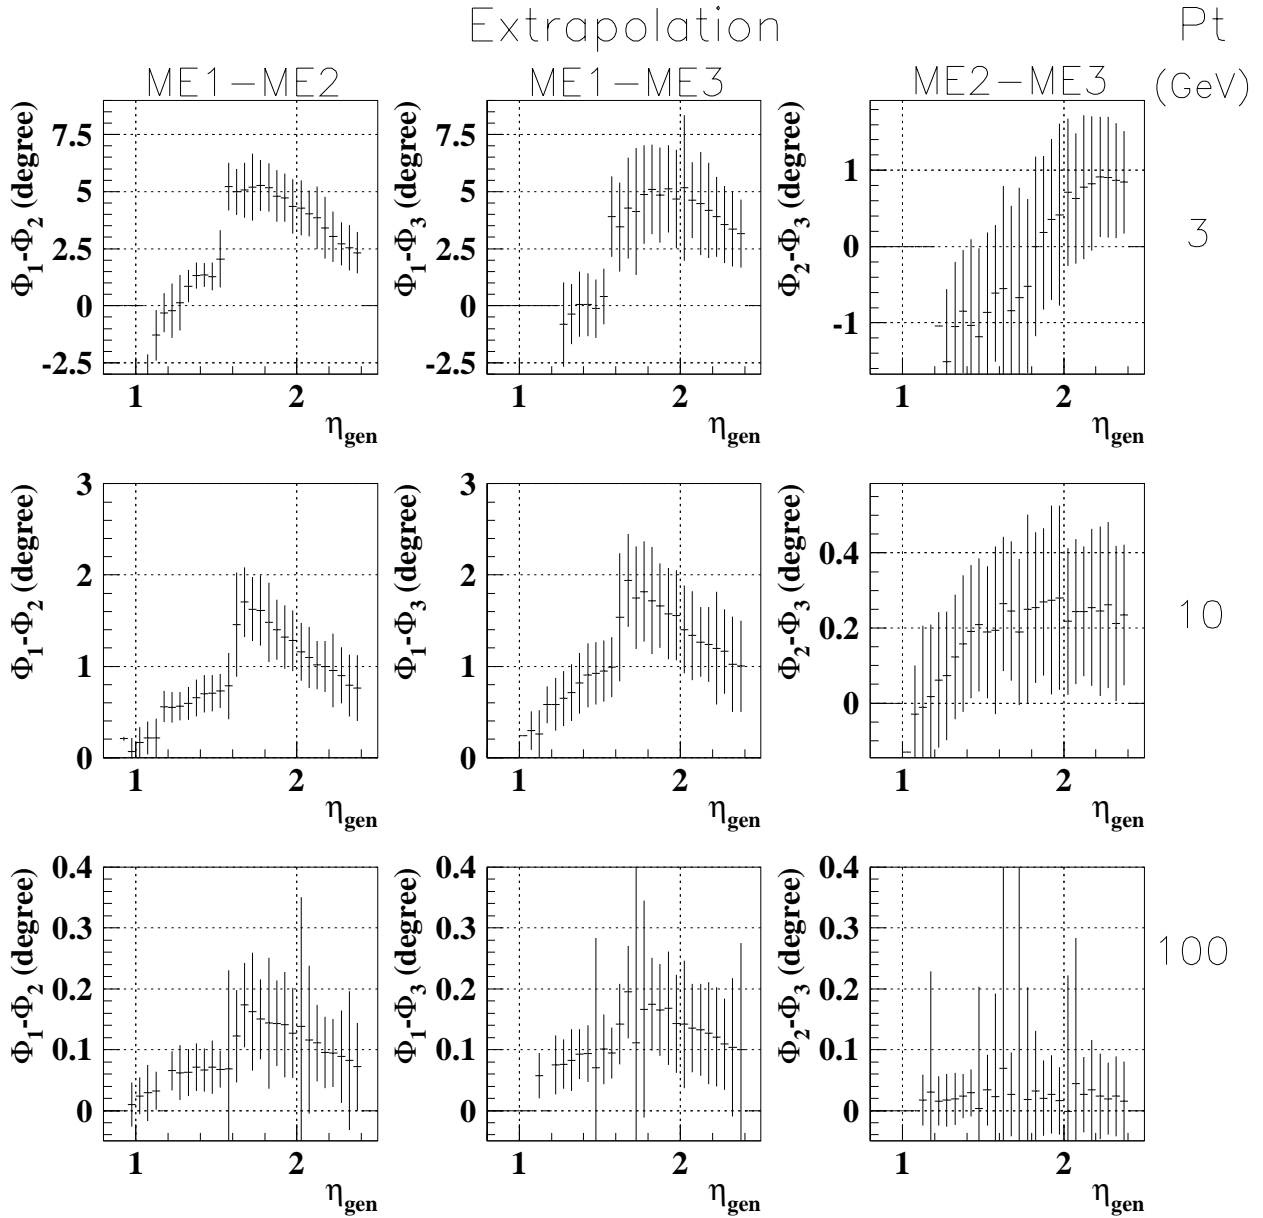 Extrapolation Pt
ME1-ME2 ME1-ME3 ME2-ME3 (GeV)
Φ1-Φ2 (degree) 7.5 5 2.5 0 -2.5 1 2 ηgen
Φ1-Φ3 (degree) 7.5 5 2.5 0 -2.5 1 2 ηgen
Φ2-Φ3 (degree) 1 0 -1 1 2 ηgen
3
Φ1-Φ2 (degree) 3 2 1 0 1 2 ηgen
Φ1-Φ3 (degree) 3 2 1 0 1 2 ηgen
Φ2-Φ3 (degree) 0.4 0.2 0 1 2 ηgen
10
Φ1-Φ2 (degree) 0.4 0.3 0.2 0.1 0 1 2 ηgen
Φ1-Φ3 (degree) 0.4 0.3 0.2 0.1 0 1 2 ηgen
Φ2-Φ3 (degree) 0.4 0.3 0.2 0.1 0 1 2 ηgen
100